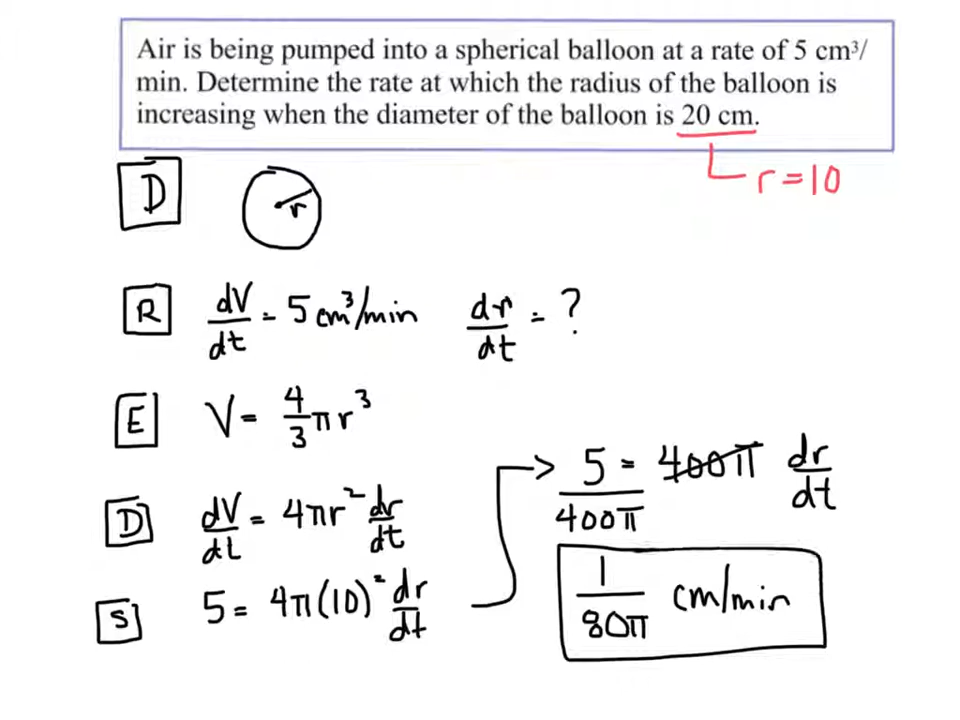 Air is being pumped into a spherical balloon at a rate of 5 cm³/
min. Determine the rate at which the radius of the balloon is
increasing when the diameter of the balloon is 20 cm.
r = 10
D r
R dV/dt = 5 cm³/min dr/dt = ?
E V = 4/3 πr³
D dV/dt = 4πr² dr/dt
S 5 = 4π(10)² dr/dt
5/400π = 400π dr/dt
1/80π cm/min